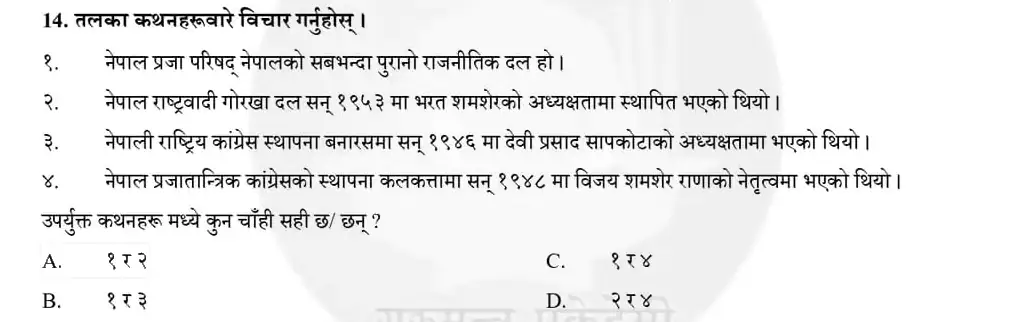 14. तलका कथनहरूवारे विचार गर्नुहोस् ।
१. नेपाल प्रजा परिषद् नेपालको सबभन्दा पुरानो राजनीतिक दल हो ।
२. नेपाल राष्ट्रवादी गोरखा दल सन् १९५३ मा भरत शमशेरको अध्यक्षतामा स्थापित भएको थियो ।
३. नेपाली राष्ट्रिय कांग्रेस स्थापना बनारसमा सन् १९४६ मा देवी प्रसाद सापकोटाको अध्यक्षतामा भएको थियो ।
४. नेपाल प्रजातान्त्रिक कांग्रेसको स्थापना कलकत्तामा सन् १९४८ मा विजय शमशेर राणाको नेतृत्वमा भएको थियो ।
उपर्युक्त कथनहरू मध्ये कुन चाँही सही छ/ छन् ?
A. १ र २ C. १ र ४
B. १ र ३ D. २ र ४